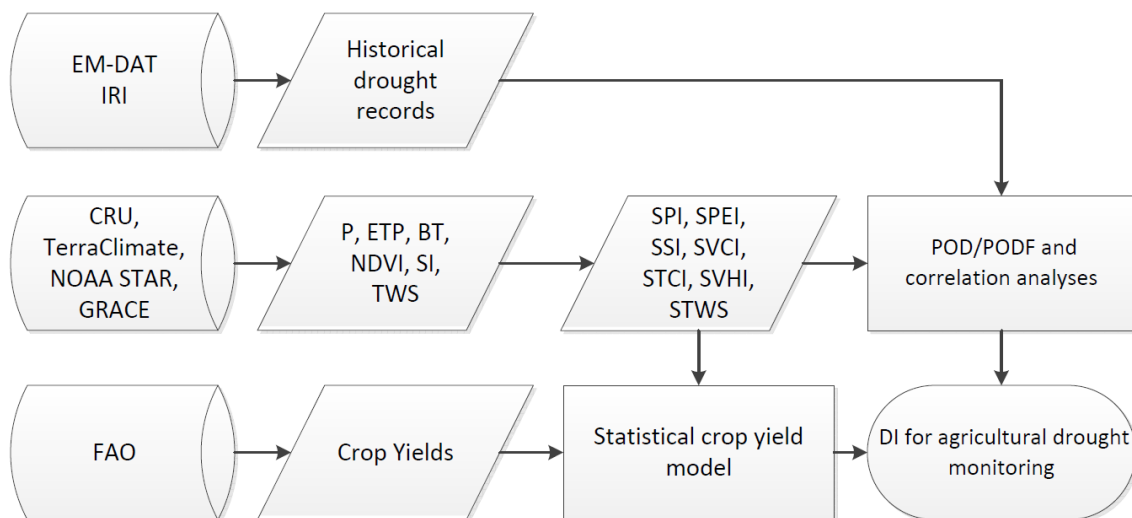 EM-DAT
IRI
Historical
drought
records
CRU,
TerraClimate,
NOAA STAR,
GRACE
P, ETP, BT,
NDVI, SI,
TWS
SPI, SPEI,
SSI, SVCI,
STCI, SVHI,
STWS
POD/PODF and
correlation analyses
FAO
Crop Yields
Statistical crop yield
model
DI for agricultural drought
monitoring